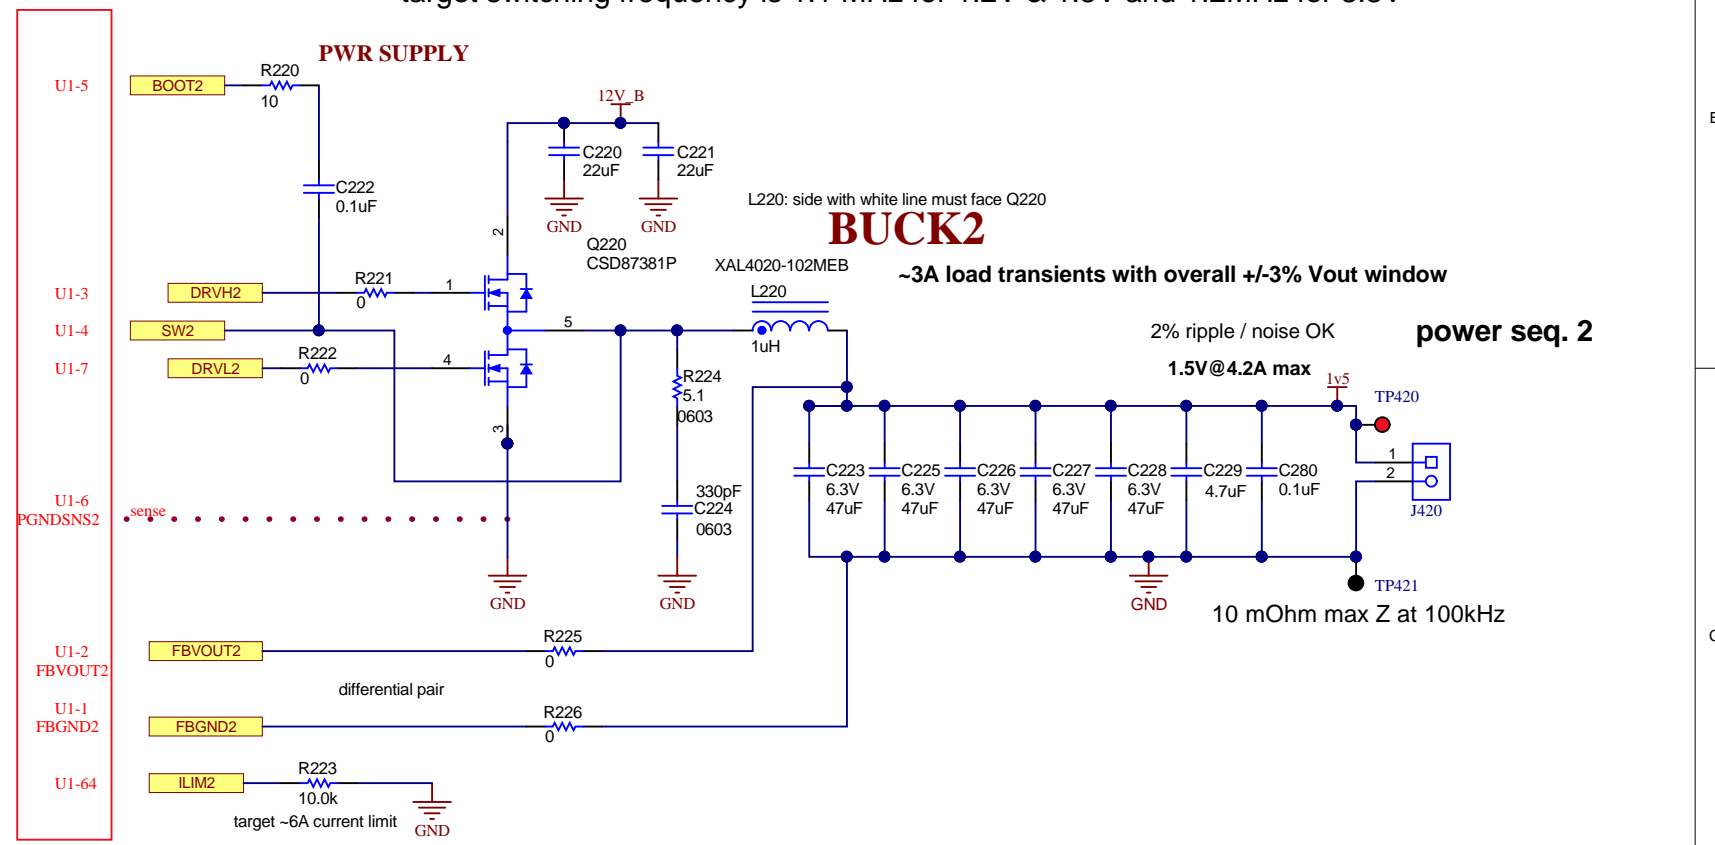 PWR SUPPLY
U1-5
BOOT2
R220
10
12V_B
C220
22uF
C221
22uF
GND
GND
C222
0.1uF
L220: side with white line must face Q220
BUCK2
2
Q220
CSD87381P
XAL4020-102MEB
~3A load transients with overall +/-3% Vout window
U1-3
DRVH2
R221
0
1
L220
1uH
U1-4
SW2
5
2% ripple / noise OK
power seq. 2
U1-7
DRVL2
R222
0
4
1.5V@4.2A max
1v5
TP420
R224
5.1
0603
3
C223
6.3V
47uF
C225
6.3V
47uF
C226
6.3V
47uF
C227
6.3V
47uF
C228
6.3V
47uF
C229
4.7uF
C280
0.1uF
1
2
J420
U1-6
PGNDSNS2
sense
330pF
C224
0603
GND
GND
GND
TP421
10 mOhm max Z at 100kHz
U1-2
FBVOUT2
FBVOUT2
R225
0
differential pair
U1-1
FBGND2
FBGND2
R226
0
U1-64
ILIM2
R223
10.0k
target ~6A current limit
GND